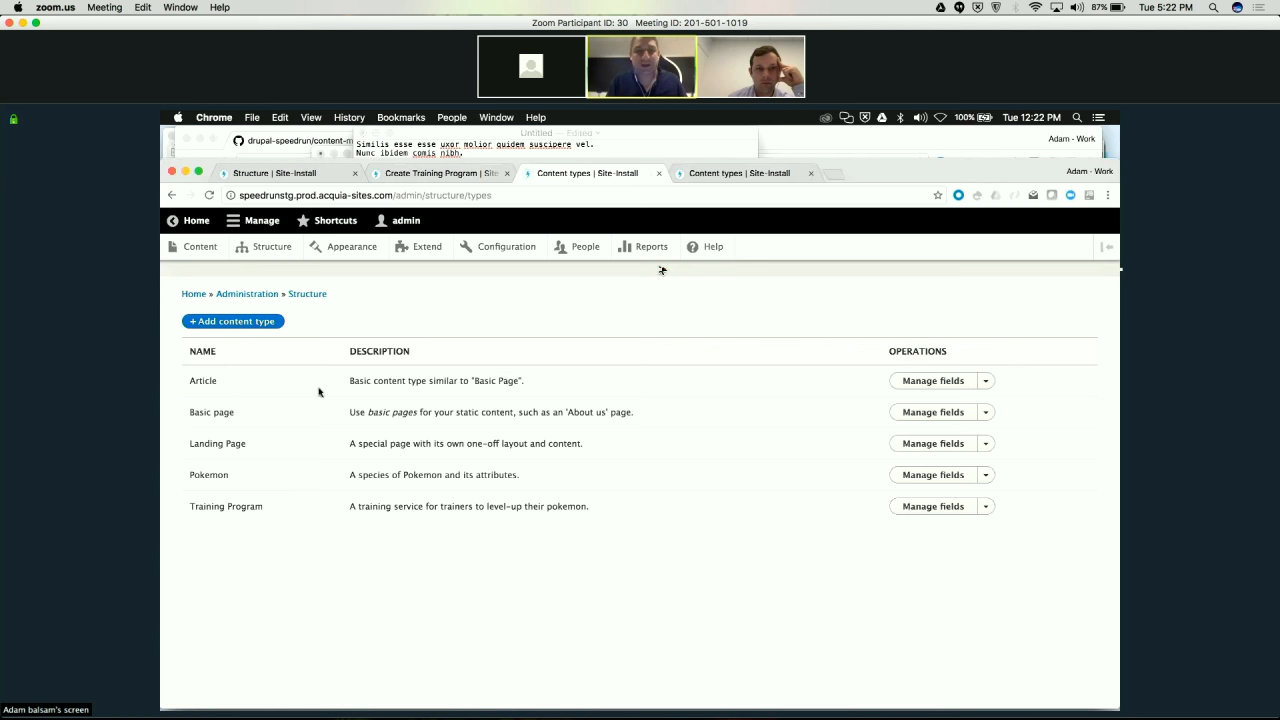 zoom.us Meeting Edit Window Help 87% Tue 5:22 PM
Zoom Participant ID: 30 Meeting ID: 201-501-1019
Chrome File Edit View History Bookmarks People Window Help 100% Tue 12:22 PM
Untitled — Edited
drupal-speedrun/content-m
Similis esse esse uxor molior quidem suscipere vel.
Nunc ibidem comis nibh.
Adam - Work
Structure | Site-Install Create Training Program | Site- Content types | Site-Install Content types | Site-Install Adam - Work
speedrunstg.prod.acquia-sites.com/admin/structure/types
Home Manage Shortcuts admin
Content Structure Appearance Extend Configuration People Reports Help
Home » Administration » Structure
+ Add content type
NAME DESCRIPTION OPERATIONS
Article Basic content type similar to "Basic Page". Manage fields
Basic page Use basic pages for your static content, such as an 'About us' page. Manage fields
Landing Page A special page with its own one-off layout and content. Manage fields
Pokemon A species of Pokemon and its attributes. Manage fields
Training Program A training service for trainers to level-up their pokemon. Manage fields
Adam balsam's screen